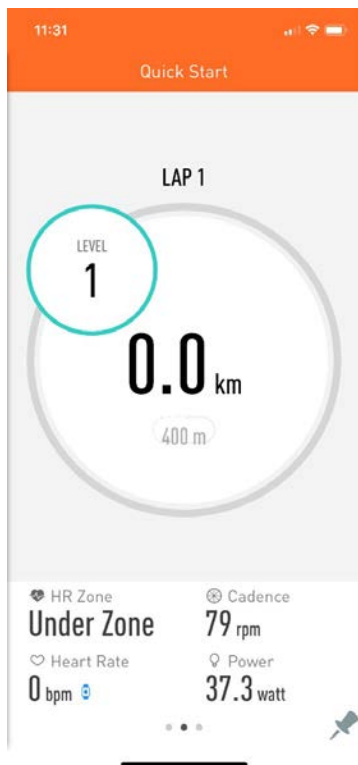 11:31
Quick Start
LAP 1
LEVEL
1
0.0 km
400 m
HR Zone
Under Zone
Cadence
79 rpm
Heart Rate
0 bpm
Power
37.3 watt